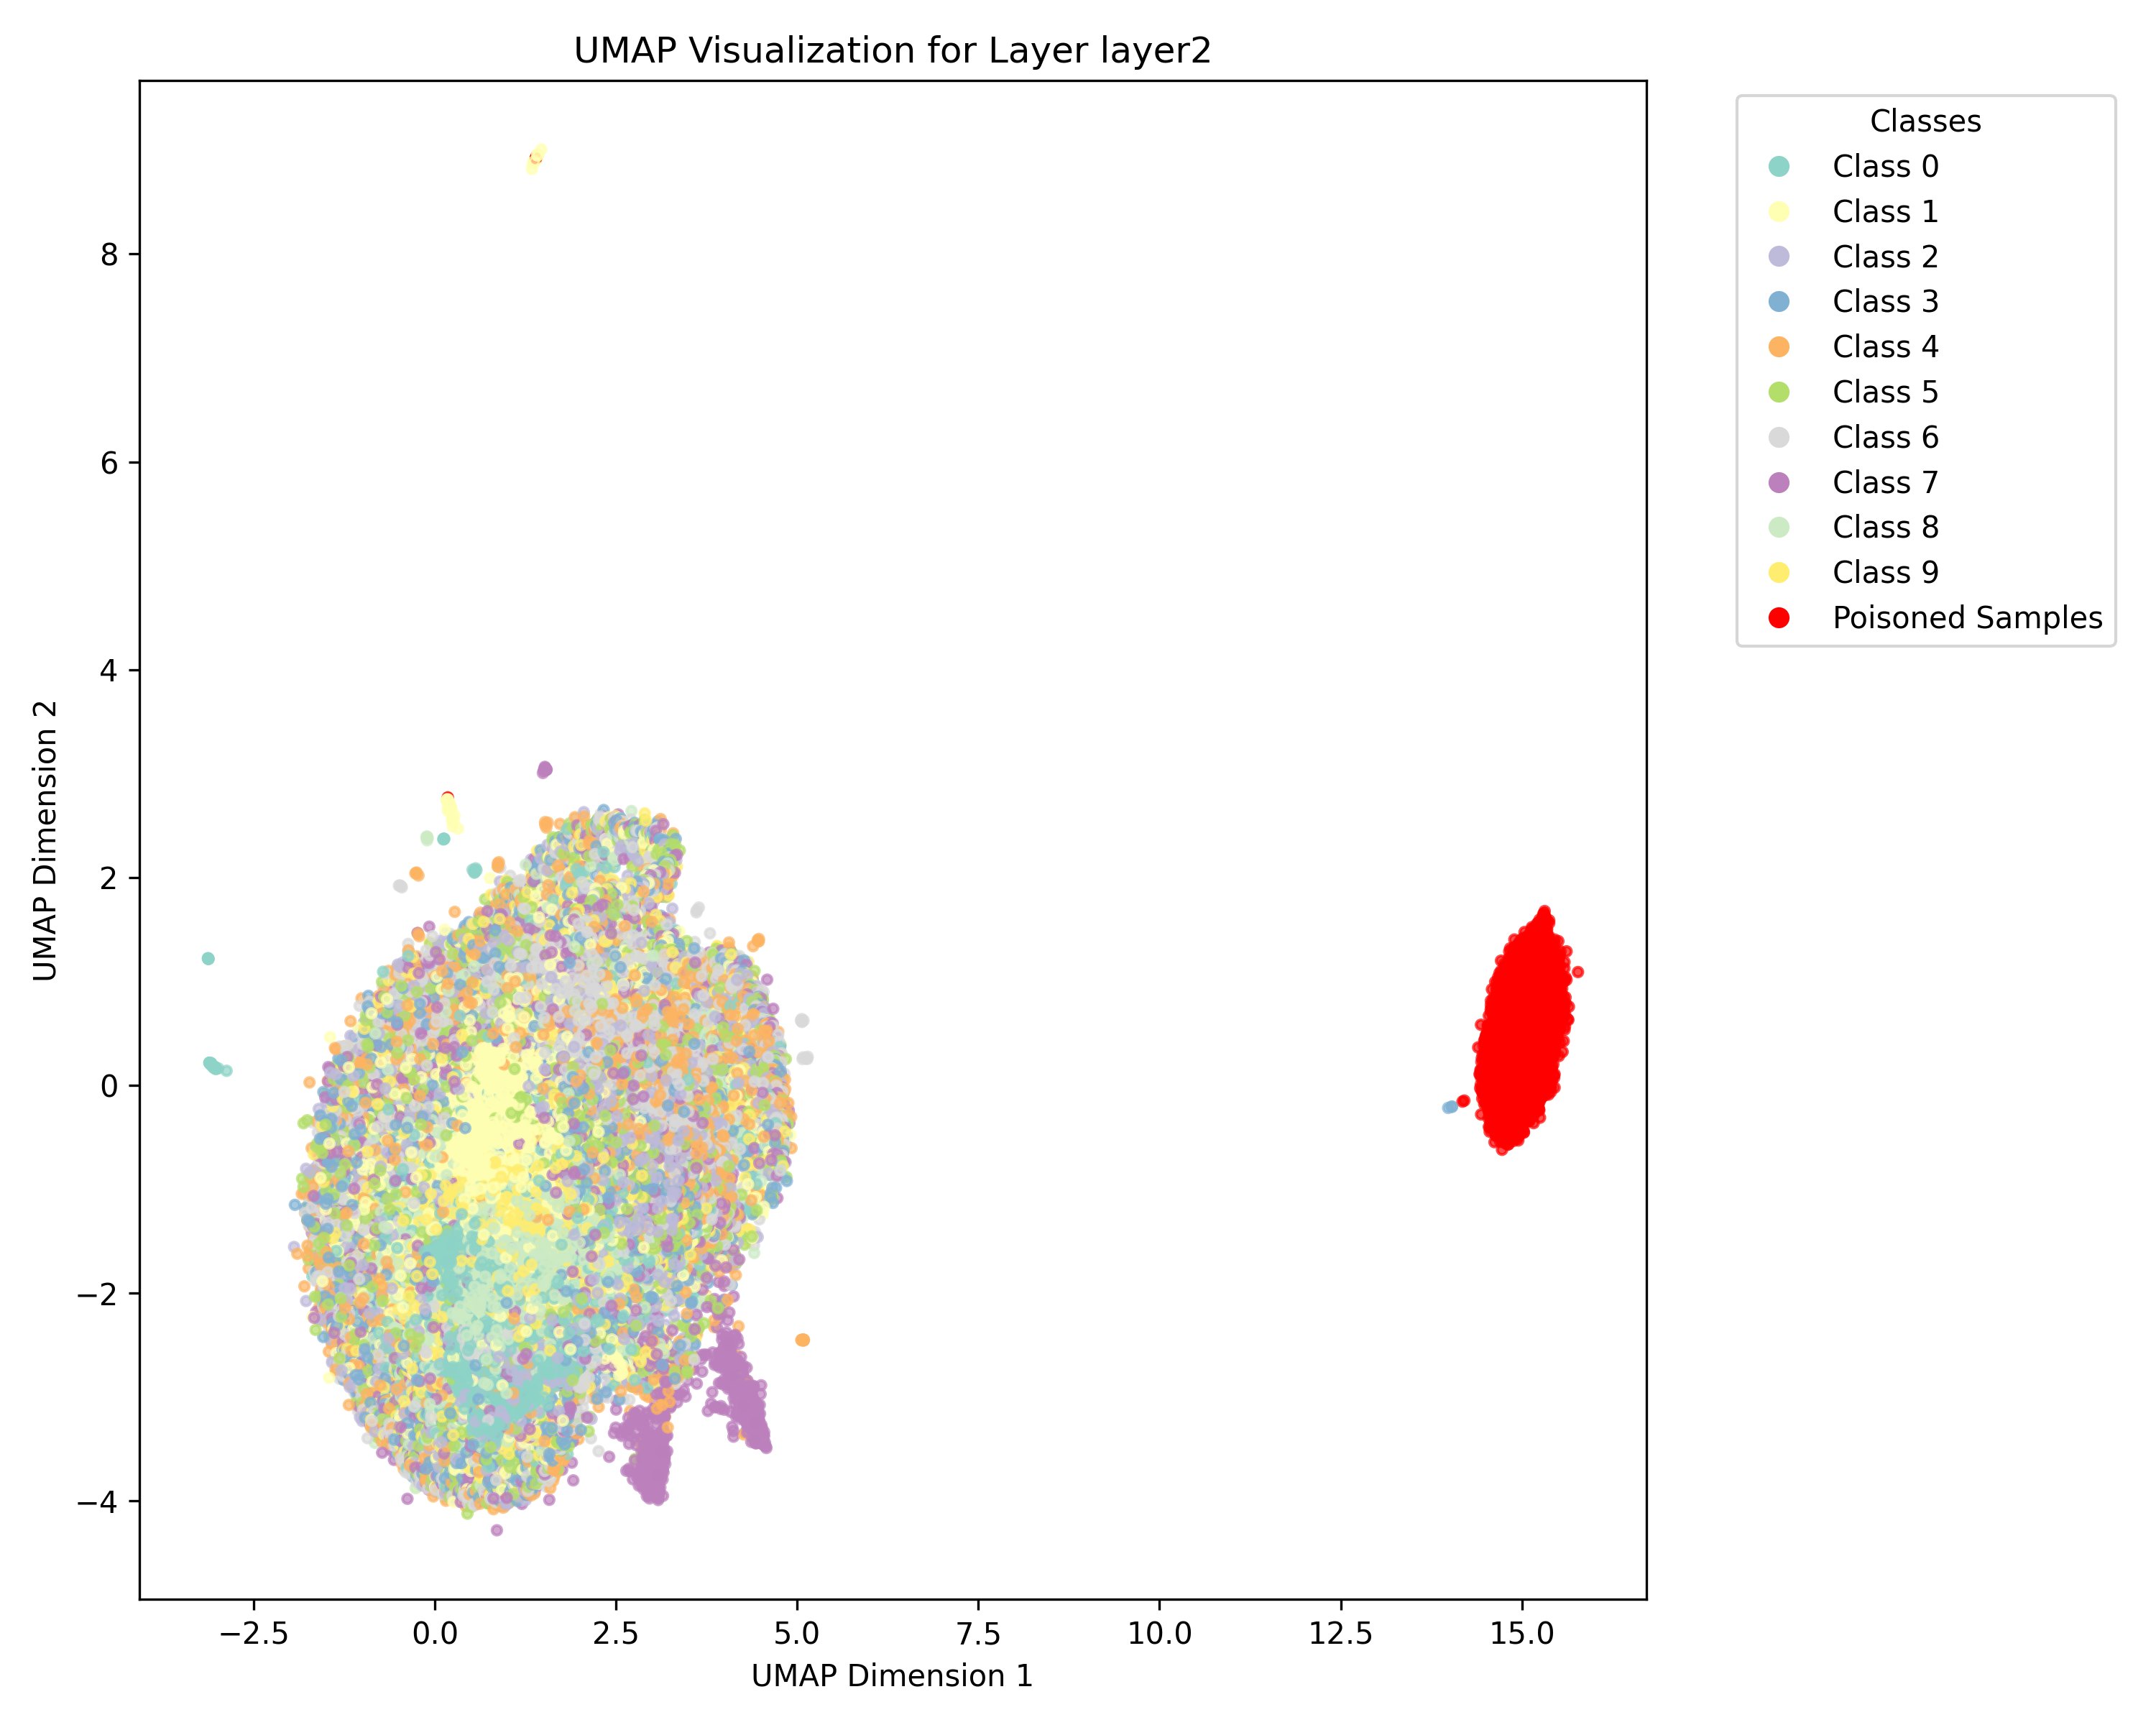 UMAP Visualization for Layer layer2
Classes
Class 0
Class 1
Class 2
Class 3
Class 4
Class 5
Class 6
Class 7
Class 8
Class 9
Poisoned Samples
8
6
4
2
0
−2
−4
UMAP Dimension 2
−2.5 0.0 2.5 5.0 7.5 10.0 12.5 15.0
UMAP Dimension 1